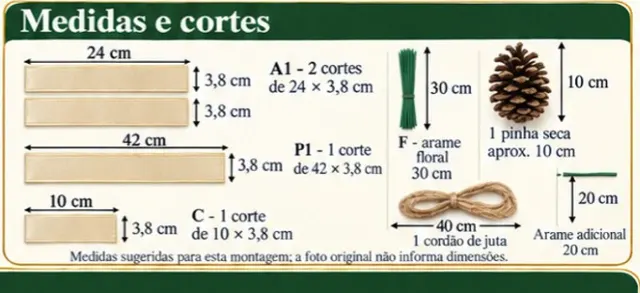 Medidas e cortes
24 cm
3,8 cm
A1 - 2 cortes
de 24 × 3,8 cm
3,8 cm
42 cm
3,8 cm
P1 - 1 corte
de 42 × 3,8 cm
10 cm
3,8 cm
C - 1 corte
de 10 × 3,8 cm
30 cm
F - arame
floral
30 cm
10 cm
1 pinha seca
aprox. 10 cm
40 cm
1 cordão de juta
20 cm
Arame adicional
20 cm
Medidas sugeridas para esta montagem; a foto original não informa dimensões.